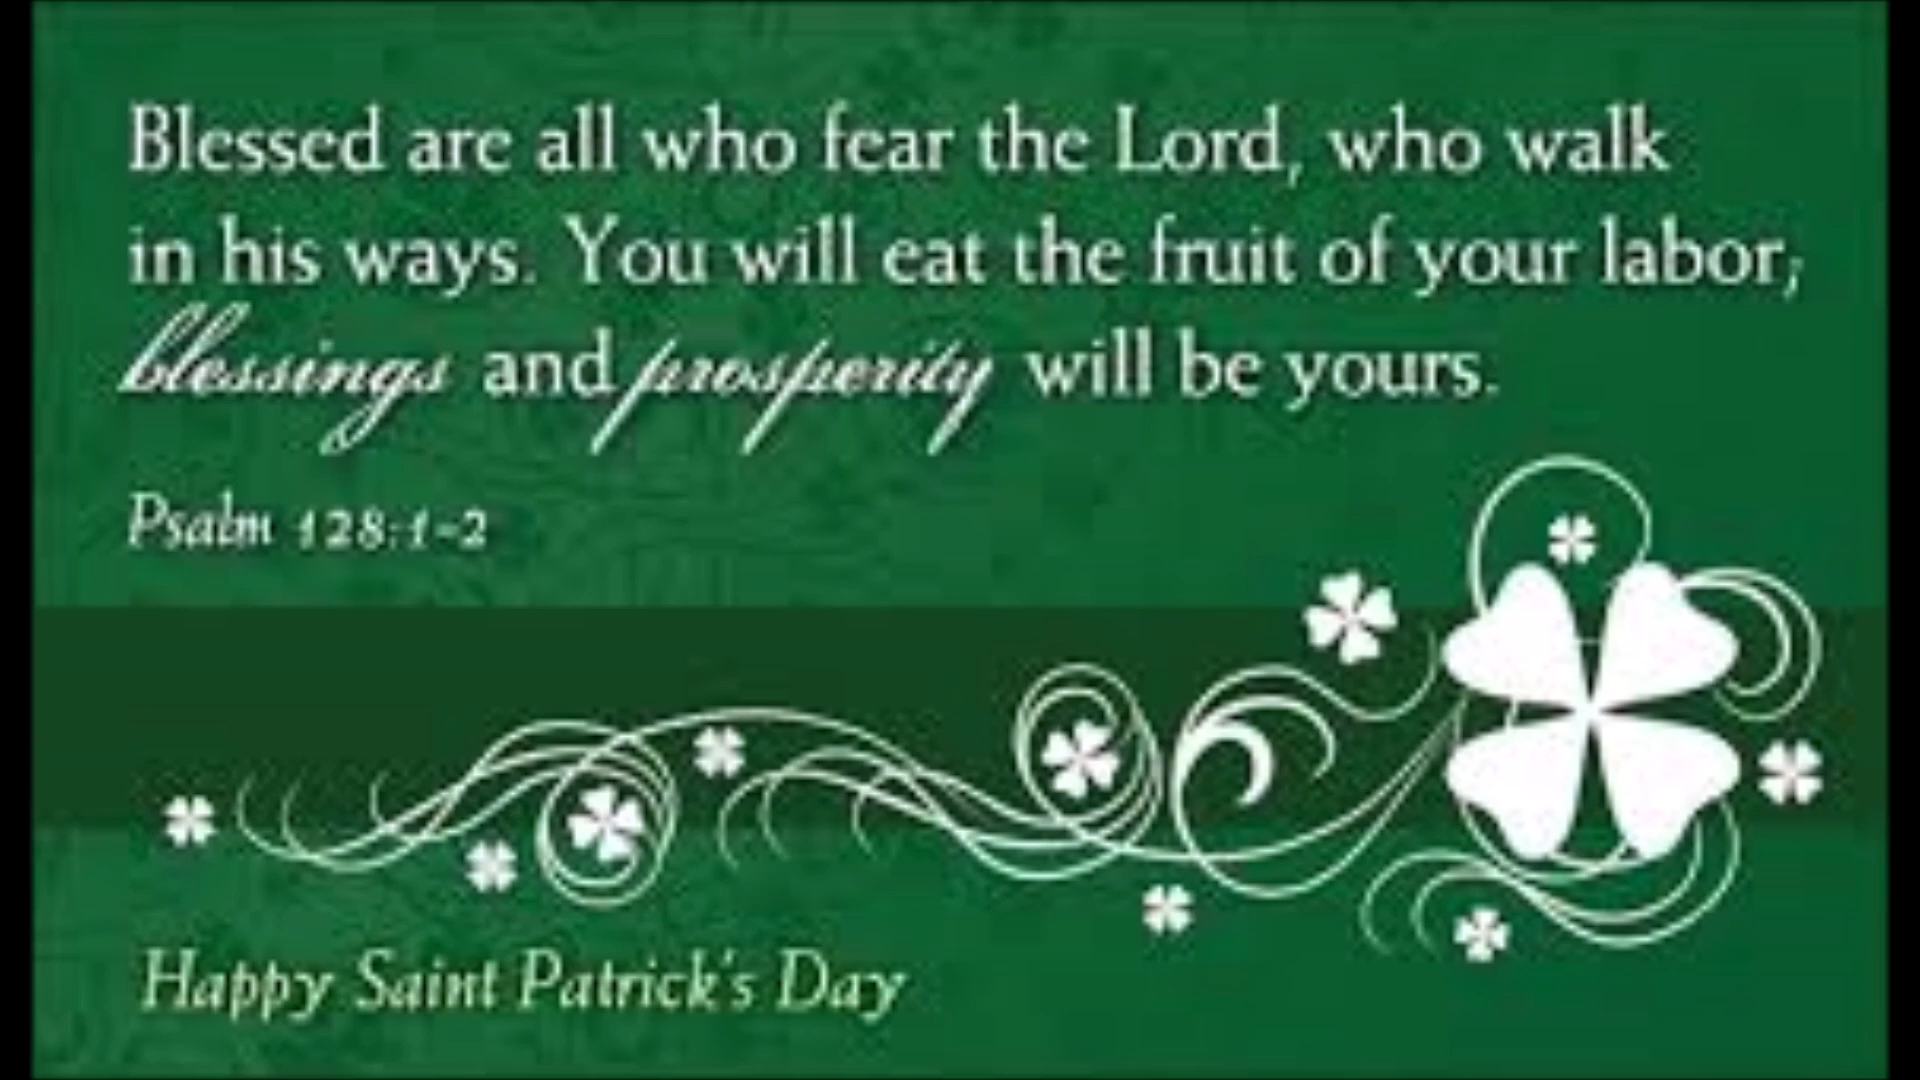 Blessed are all who fear the Lord, who walk
in his ways. You will eat the fruit of your labor;
blessings and prosperity will be yours.
Psalm 128:1-2
Happy Saint Patrick's Day